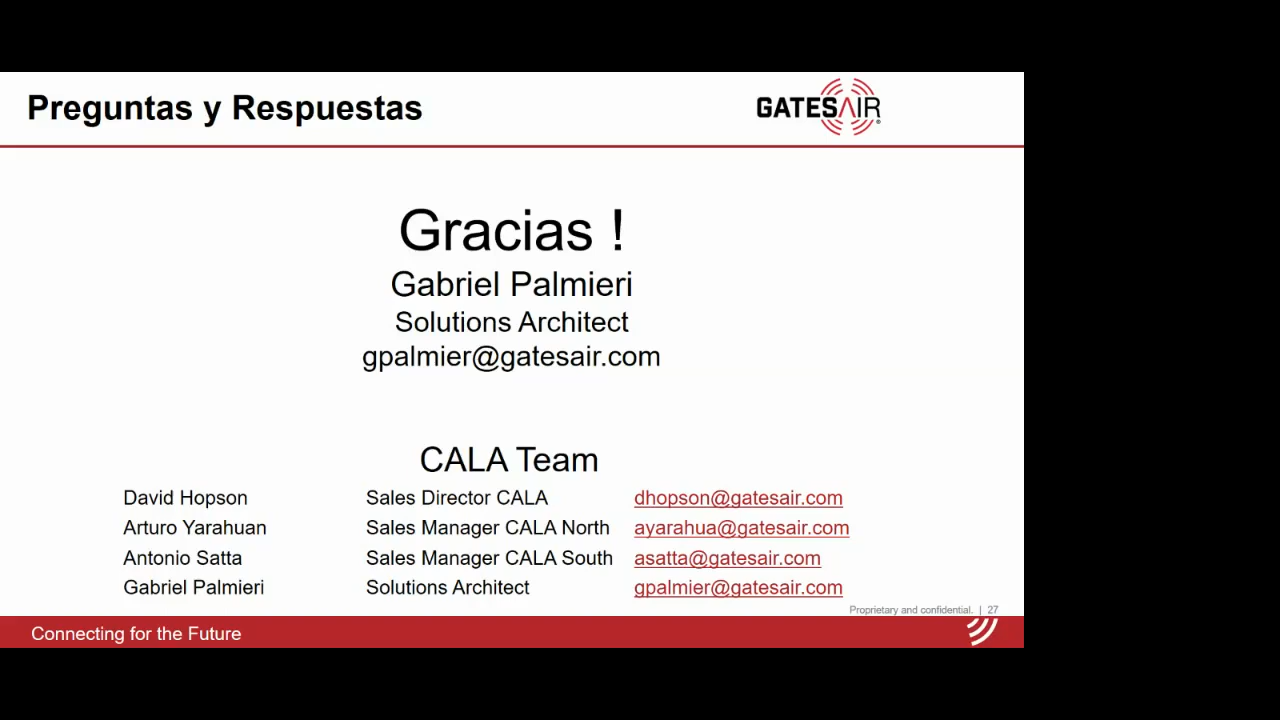 Preguntas y Respuestas
GATESAIR®
Gracias !
Gabriel Palmieri
Solutions Architect
gpalmier@gatesair.com
CALA Team
David Hopson Sales Director CALA dhopson@gatesair.com
Arturo Yarahuan Sales Manager CALA North ayarahua@gatesair.com
Antonio Satta Sales Manager CALA South asatta@gatesair.com
Gabriel Palmieri Solutions Architect gpalmier@gatesair.com
Proprietary and confidential. | 27
Connecting for the Future